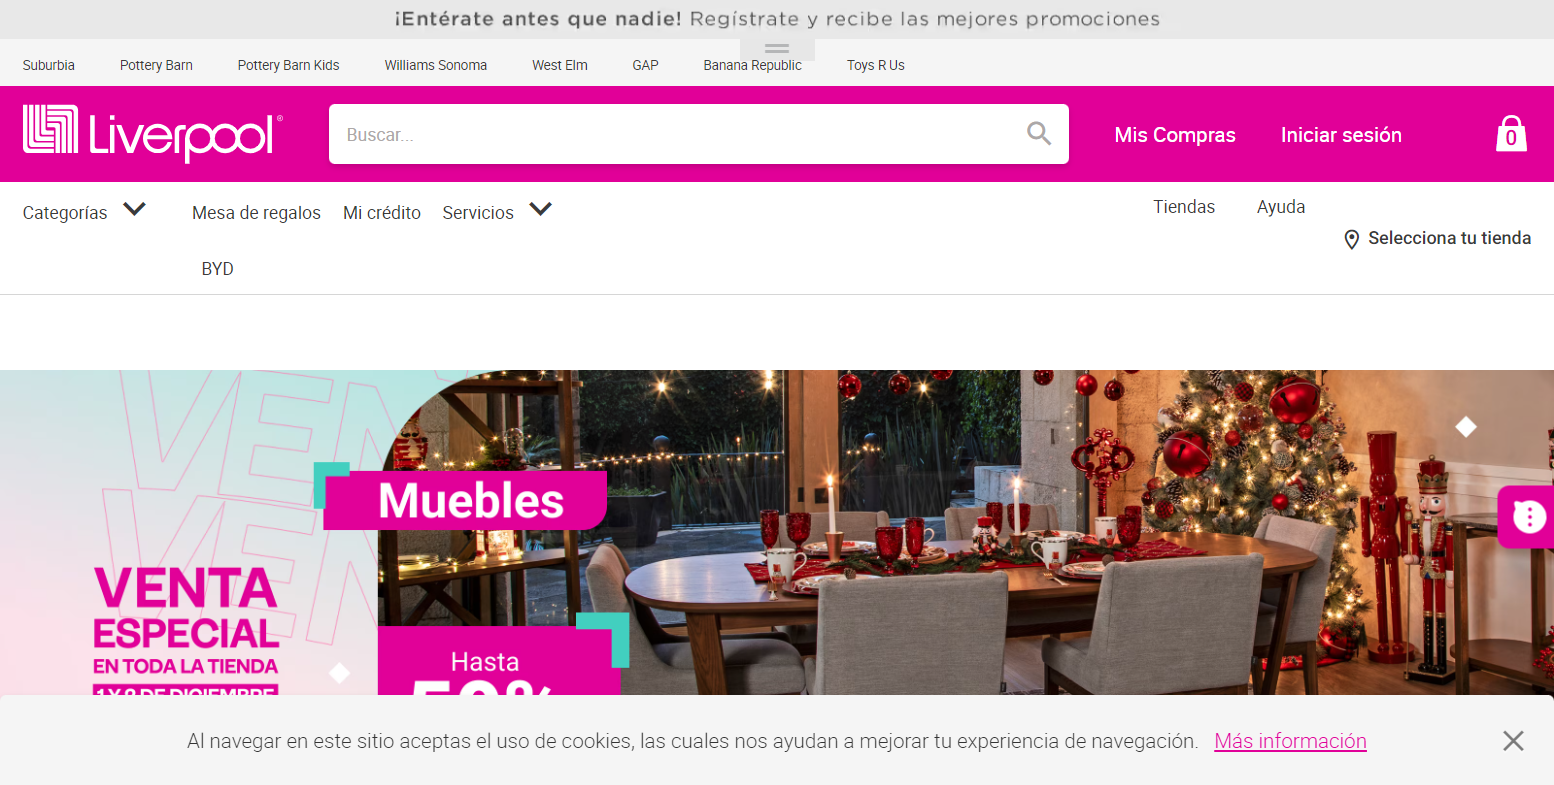 ¡Entérate antes que nadie! Regístrate y recibe las mejores promociones
Suburbia Pottery Barn Pottery Barn Kids Williams Sonoma West Elm GAP Banana Republic Toys R Us
Liverpool®
Buscar...
Mis Compras
Iniciar sesión
0
Categorías Mesa de regalos Mi crédito Servicios
BYD
Tiendas Ayuda
Selecciona tu tienda
Muebles
VENTA
ESPECIAL
EN TODA LA TIENDA
Hasta
50%
Al navegar en este sitio aceptas el uso de cookies, las cuales nos ayudan a mejorar tu experiencia de navegación. Más información